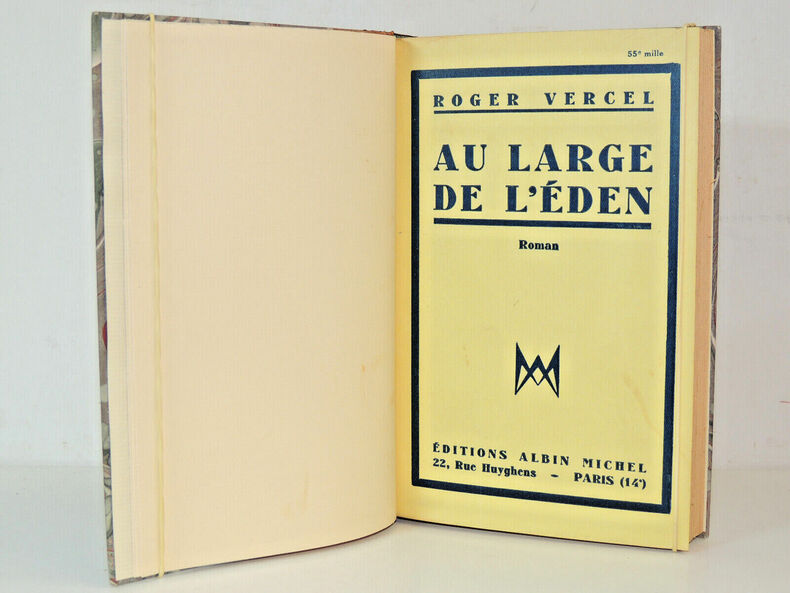 55e mille
ROGER VERCEL
AU LARGE
DE L'ÉDEN
Roman
ÉDITIONS ALBIN MICHEL
22, Rue Huyghens – PARIS (14e)